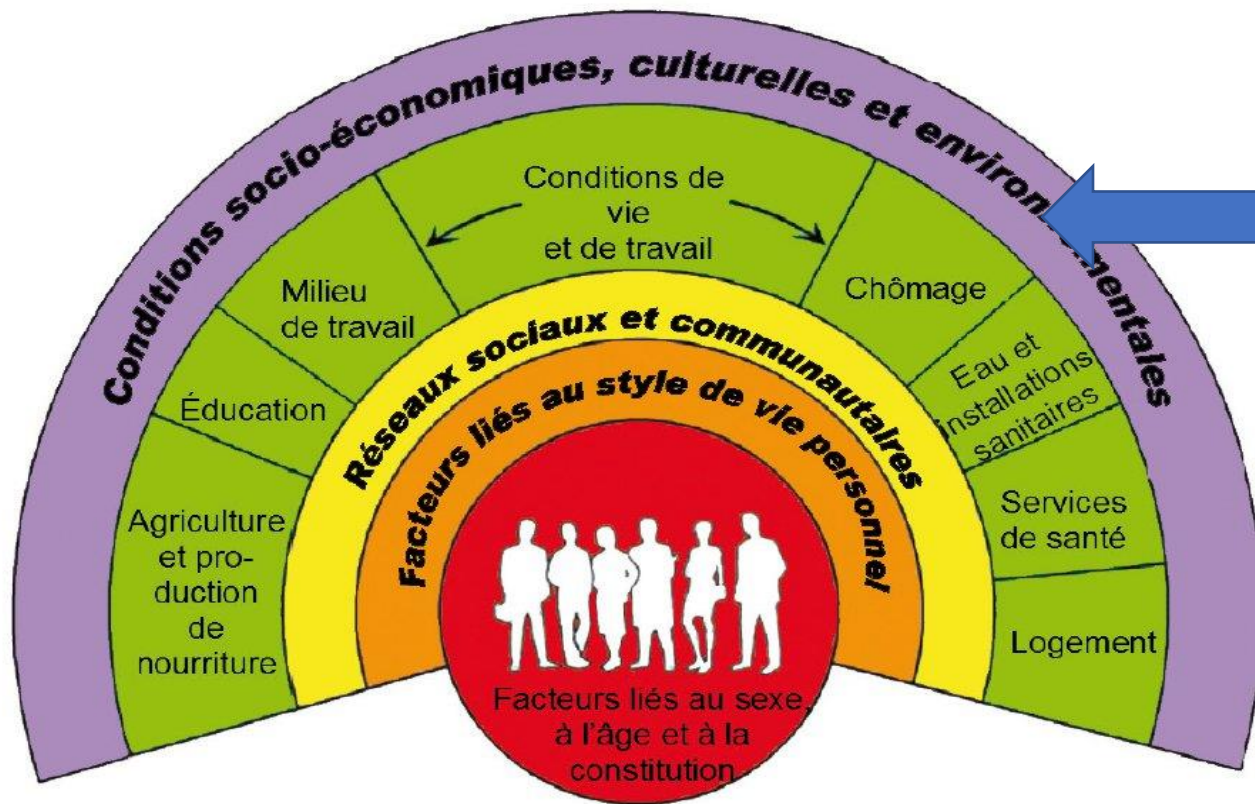 Conditions socio-économiques, culturelles et environnementales
Conditions de
vie
et de travail
Milieu
de travail
Chômage
Éducation
Eau et
installations
sanitaires
Agriculture
et pro-
duction
de
nourriture
Services
de santé
Logement
Réseaux sociaux et communautaires
Facteurs liés au style de vie personnel
Facteurs liés au sexe,
à l'âge et à la
constitution